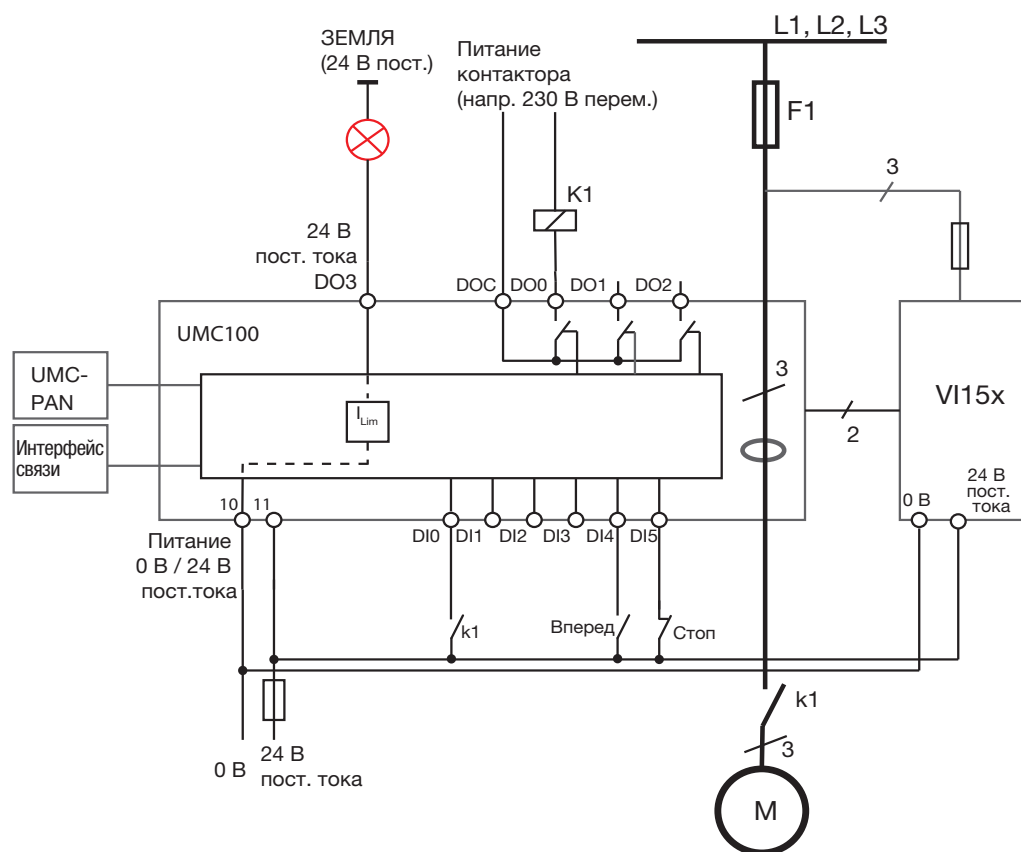 L1, L2, L3
ЗЕМЛЯ
(24 В пост.)
Питание
контактора
(напр. 230 В перем.)
F1
3
K1
24 В
пост. тока
DO3
DOC
DO0
DO1
DO2
UMC100
UMC-
PAN
Интерфейс
связи
I Lim
3
2
VI15x
0 В
24 В
пост.
тока
10
11
DI0
DI1
DI2
DI3
DI4
DI5
Питание
0 В / 24 В
пост.тока
k1
Вперед
Стоп
k1
3
0 В
24 В
пост. тока
M